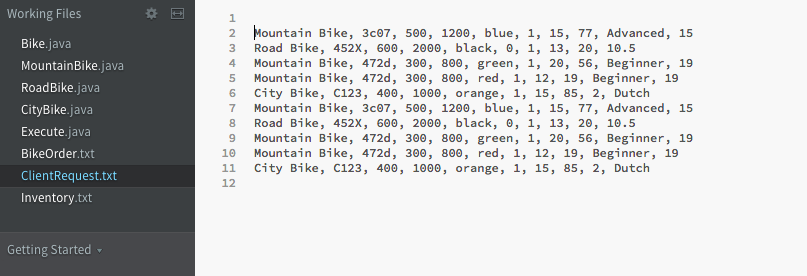 Working Files
Bike.java
MountainBike.java
RoadBike.java
CityBike.java
Execute.java
BikeOrder.txt
ClientRequest.txt
Inventory.txt
Getting Started
1
2 Mountain Bike, 3c07, 500, 1200, blue, 1, 15, 77, Advanced, 15
3 Road Bike, 452X, 600, 2000, black, 0, 1, 13, 20, 10.5
4 Mountain Bike, 472d, 300, 800, green, 1, 20, 56, Beginner, 19
5 Mountain Bike, 472d, 300, 800, red, 1, 12, 19, Beginner, 19
6 City Bike, C123, 400, 1000, orange, 1, 15, 85, 2, Dutch
7 Mountain Bike, 3c07, 500, 1200, blue, 1, 15, 77, Advanced, 15
8 Road Bike, 452X, 600, 2000, black, 0, 1, 13, 20, 10.5
9 Mountain Bike, 472d, 300, 800, green, 1, 20, 56, Beginner, 19
10 Mountain Bike, 472d, 300, 800, red, 1, 12, 19, Beginner, 19
11 City Bike, C123, 400, 1000, orange, 1, 15, 85, 2, Dutch
12